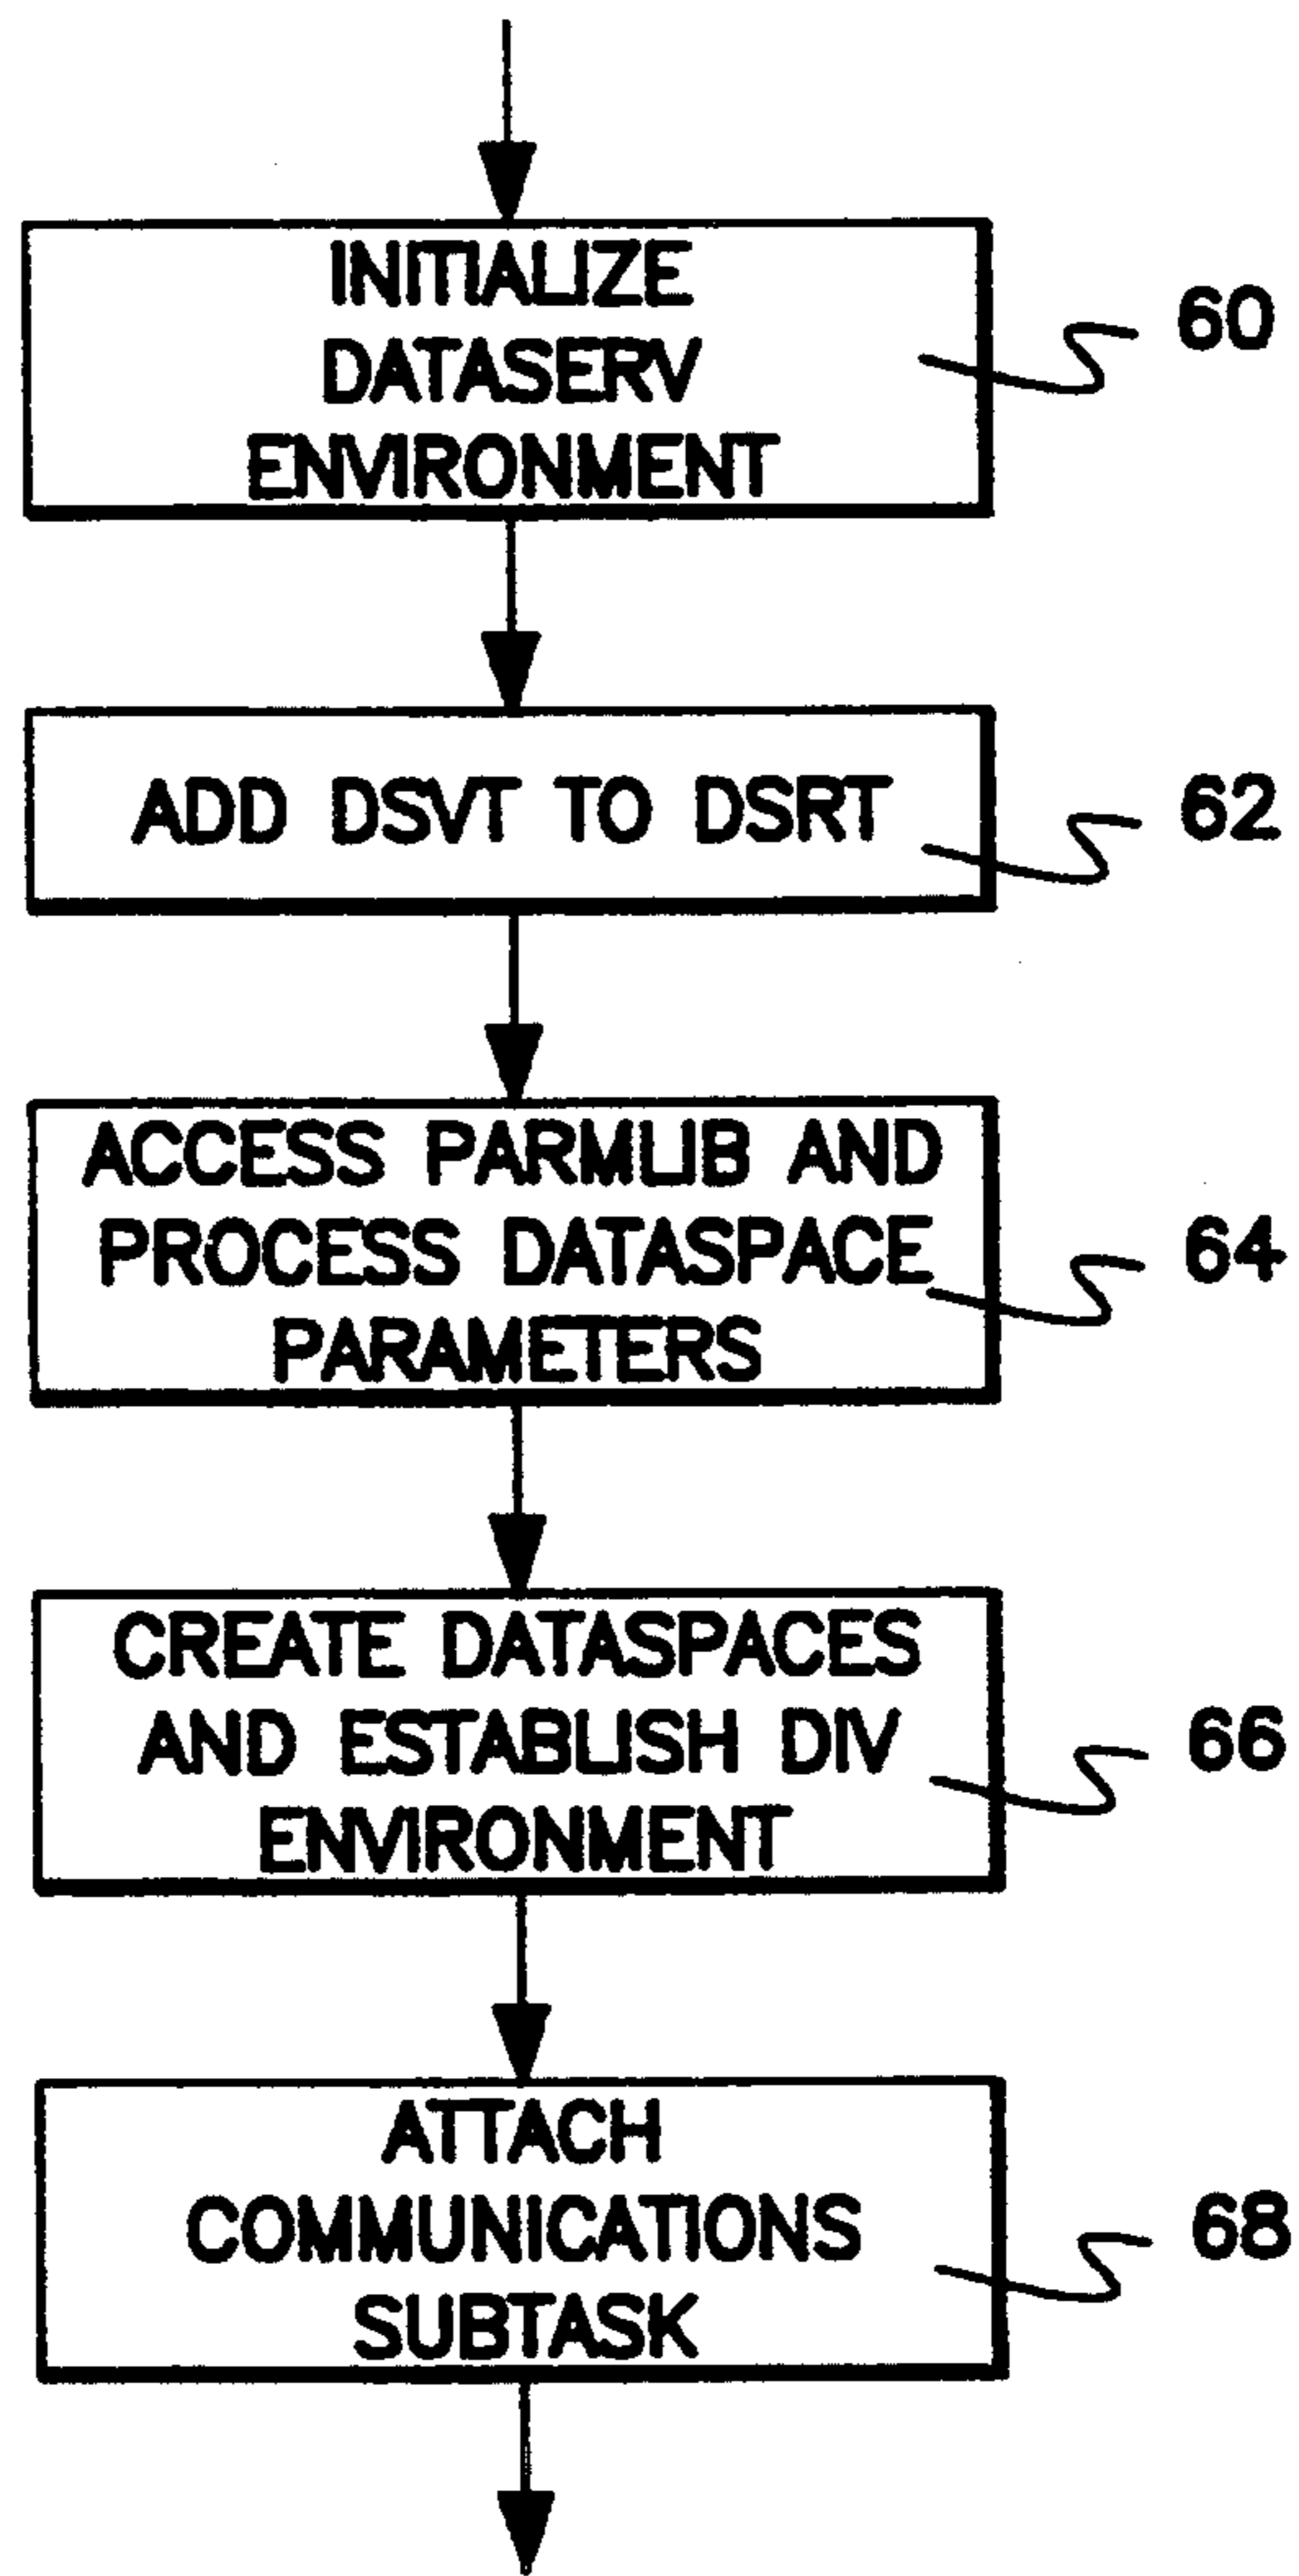 INITIALIZE
DATASERV
ENVIRONMENT
60
ADD DSVT TO DSRT
62
ACCESS PARMLIB AND
PROCESS DATASPACE
PARAMETERS
64
CREATE DATASPACES
AND ESTABLISH DIV
ENVIRONMENT
66
ATTACH
COMMUNICATIONS
SUBTASK
68